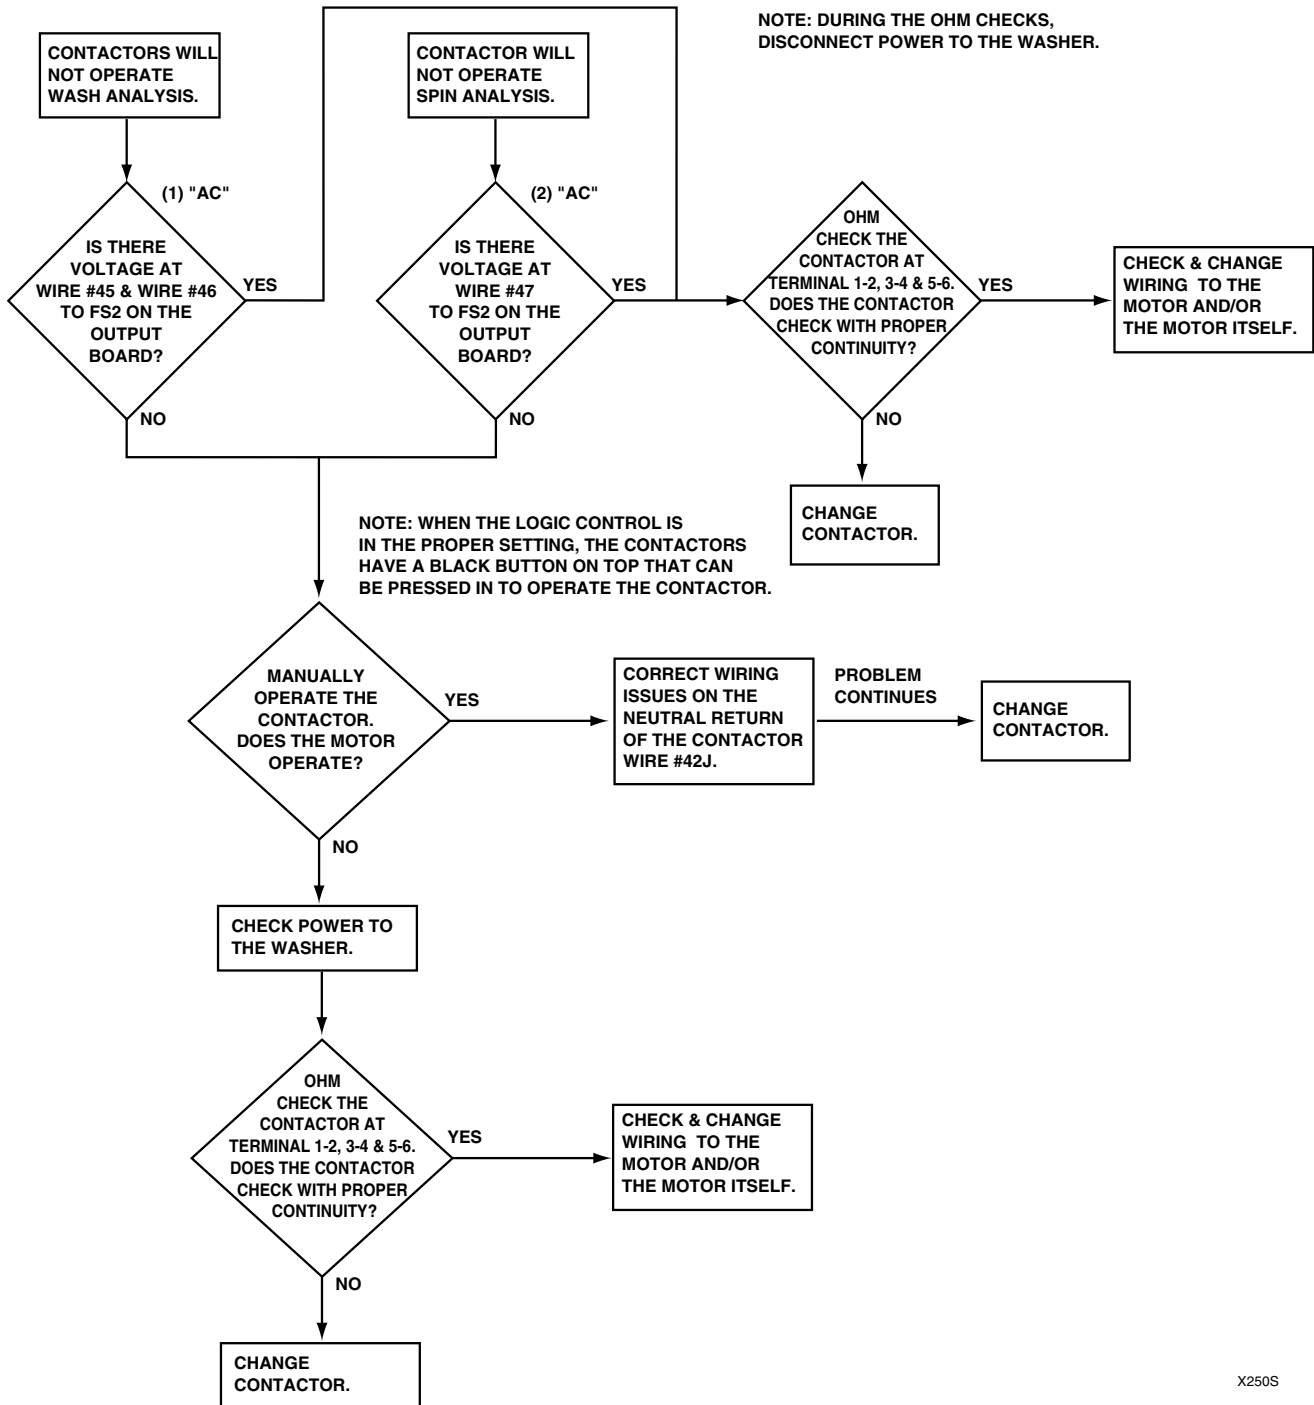 NOTE: DURING THE OHM CHECKS,
DISCONNECT POWER TO THE WASHER.
CONTACTORS WILL
NOT OPERATE
WASH ANALYSIS.
CONTACTOR WILL
NOT OPERATE
SPIN ANALYSIS.
(1) "AC"
IS THERE
VOLTAGE AT
WIRE #45 & WIRE #46
TO FS2 ON THE
OUTPUT
BOARD?
YES
NO
(2) "AC"
IS THERE
VOLTAGE AT
WIRE #47
TO FS2 ON THE
OUTPUT
BOARD?
YES
NO
OHM
CHECK THE
CONTACTOR AT
TERMINAL 1-2, 3-4 & 5-6.
DOES THE CONTACTOR
CHECK WITH PROPER
CONTINUITY?
YES
NO
CHECK & CHANGE
WIRING TO THE
MOTOR AND/OR
THE MOTOR ITSELF.
CHANGE
CONTACTOR.
NOTE: WHEN THE LOGIC CONTROL IS
IN THE PROPER SETTING, THE CONTACTORS
HAVE A BLACK BUTTON ON TOP THAT CAN
BE PRESSED IN TO OPERATE THE CONTACTOR.
MANUALLY
OPERATE THE
CONTACTOR.
DOES THE MOTOR
OPERATE?
YES
NO
CORRECT WIRING
ISSUES ON THE
NEUTRAL RETURN
OF THE CONTACTOR
WIRE #42J.
PROBLEM
CONTINUES
CHANGE
CONTACTOR.
CHECK POWER TO
THE WASHER.
OHM
CHECK THE
CONTACTOR AT
TERMINAL 1-2, 3-4 & 5-6.
DOES THE CONTACTOR
CHECK WITH PROPER
CONTINUITY?
YES
NO
CHECK & CHANGE
WIRING TO THE
MOTOR AND/OR
THE MOTOR ITSELF.
CHANGE
CONTACTOR.
X250S